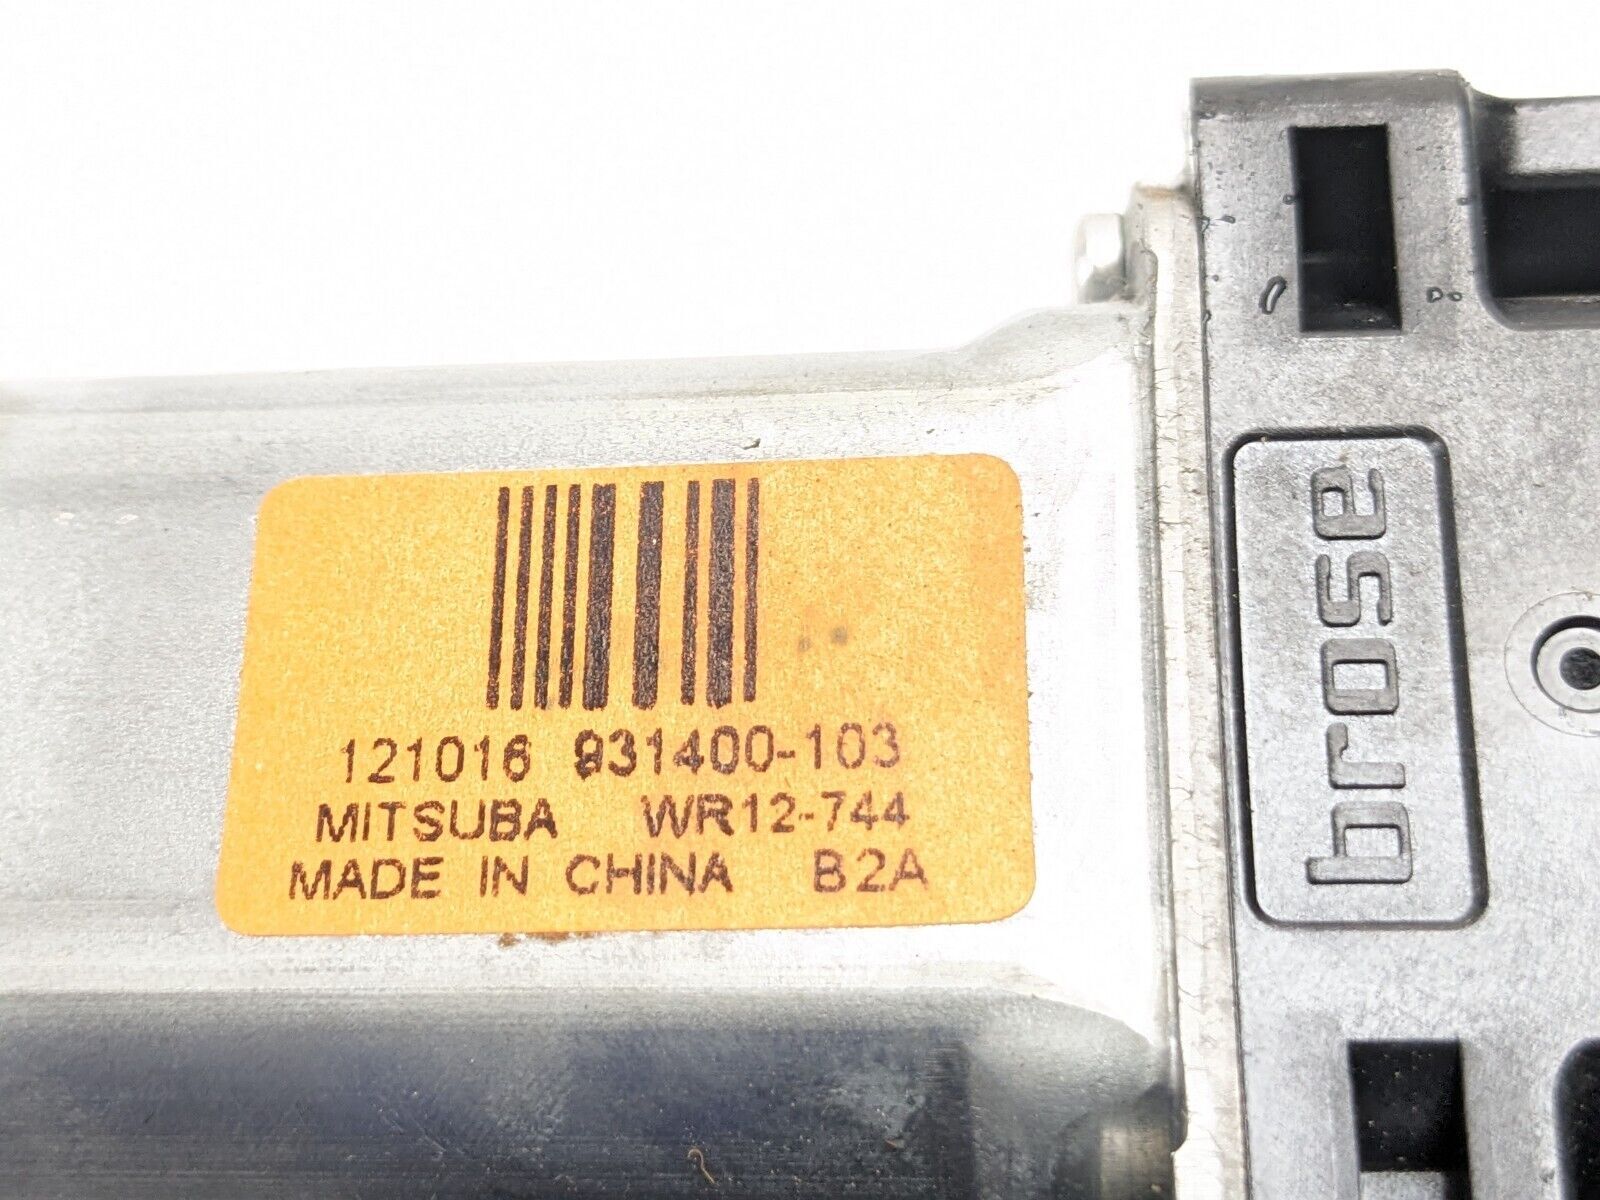 121016 931400-103
MITSUBA WR12-744
MADE IN CHINA B2A
brose